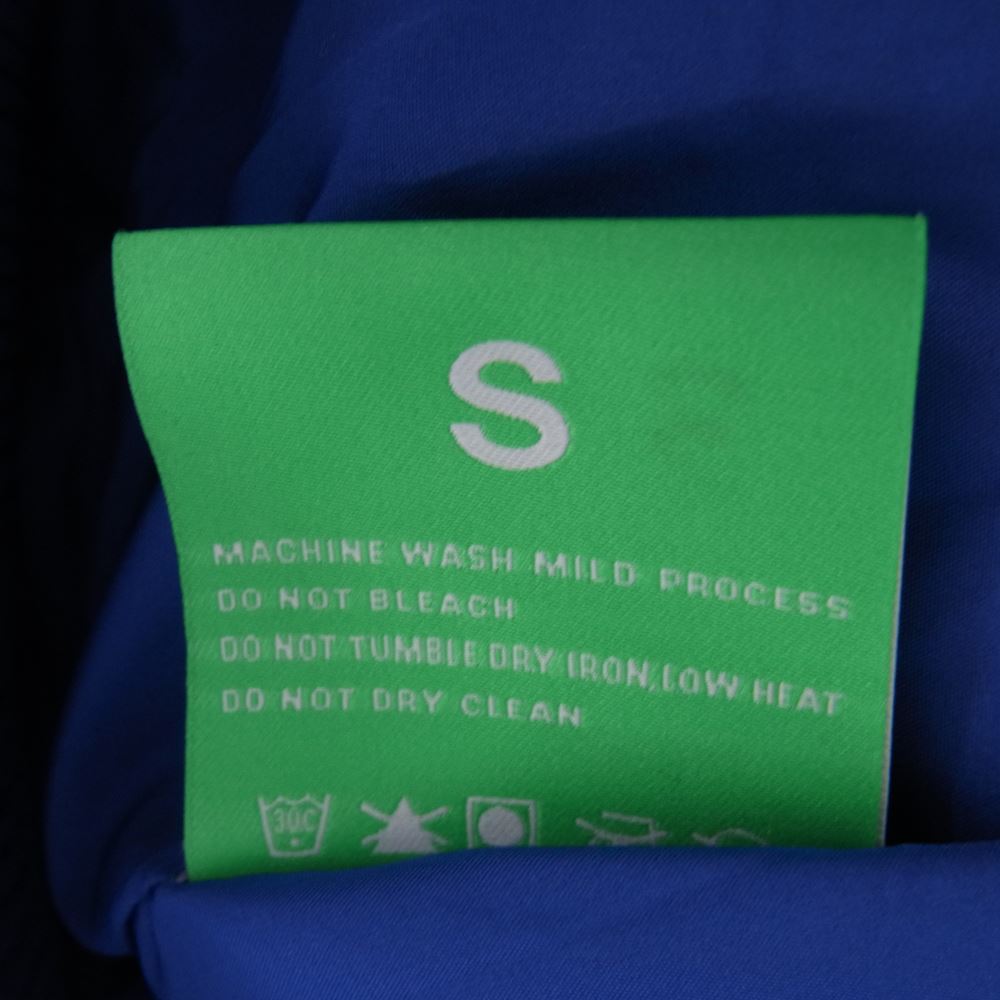 S
MACHINE WASH MILD PROCESS
DO NOT BLEACH
DO NOT TUMBLE DRY IRON, LOW HEAT
DO NOT DRY CLEAN
30C